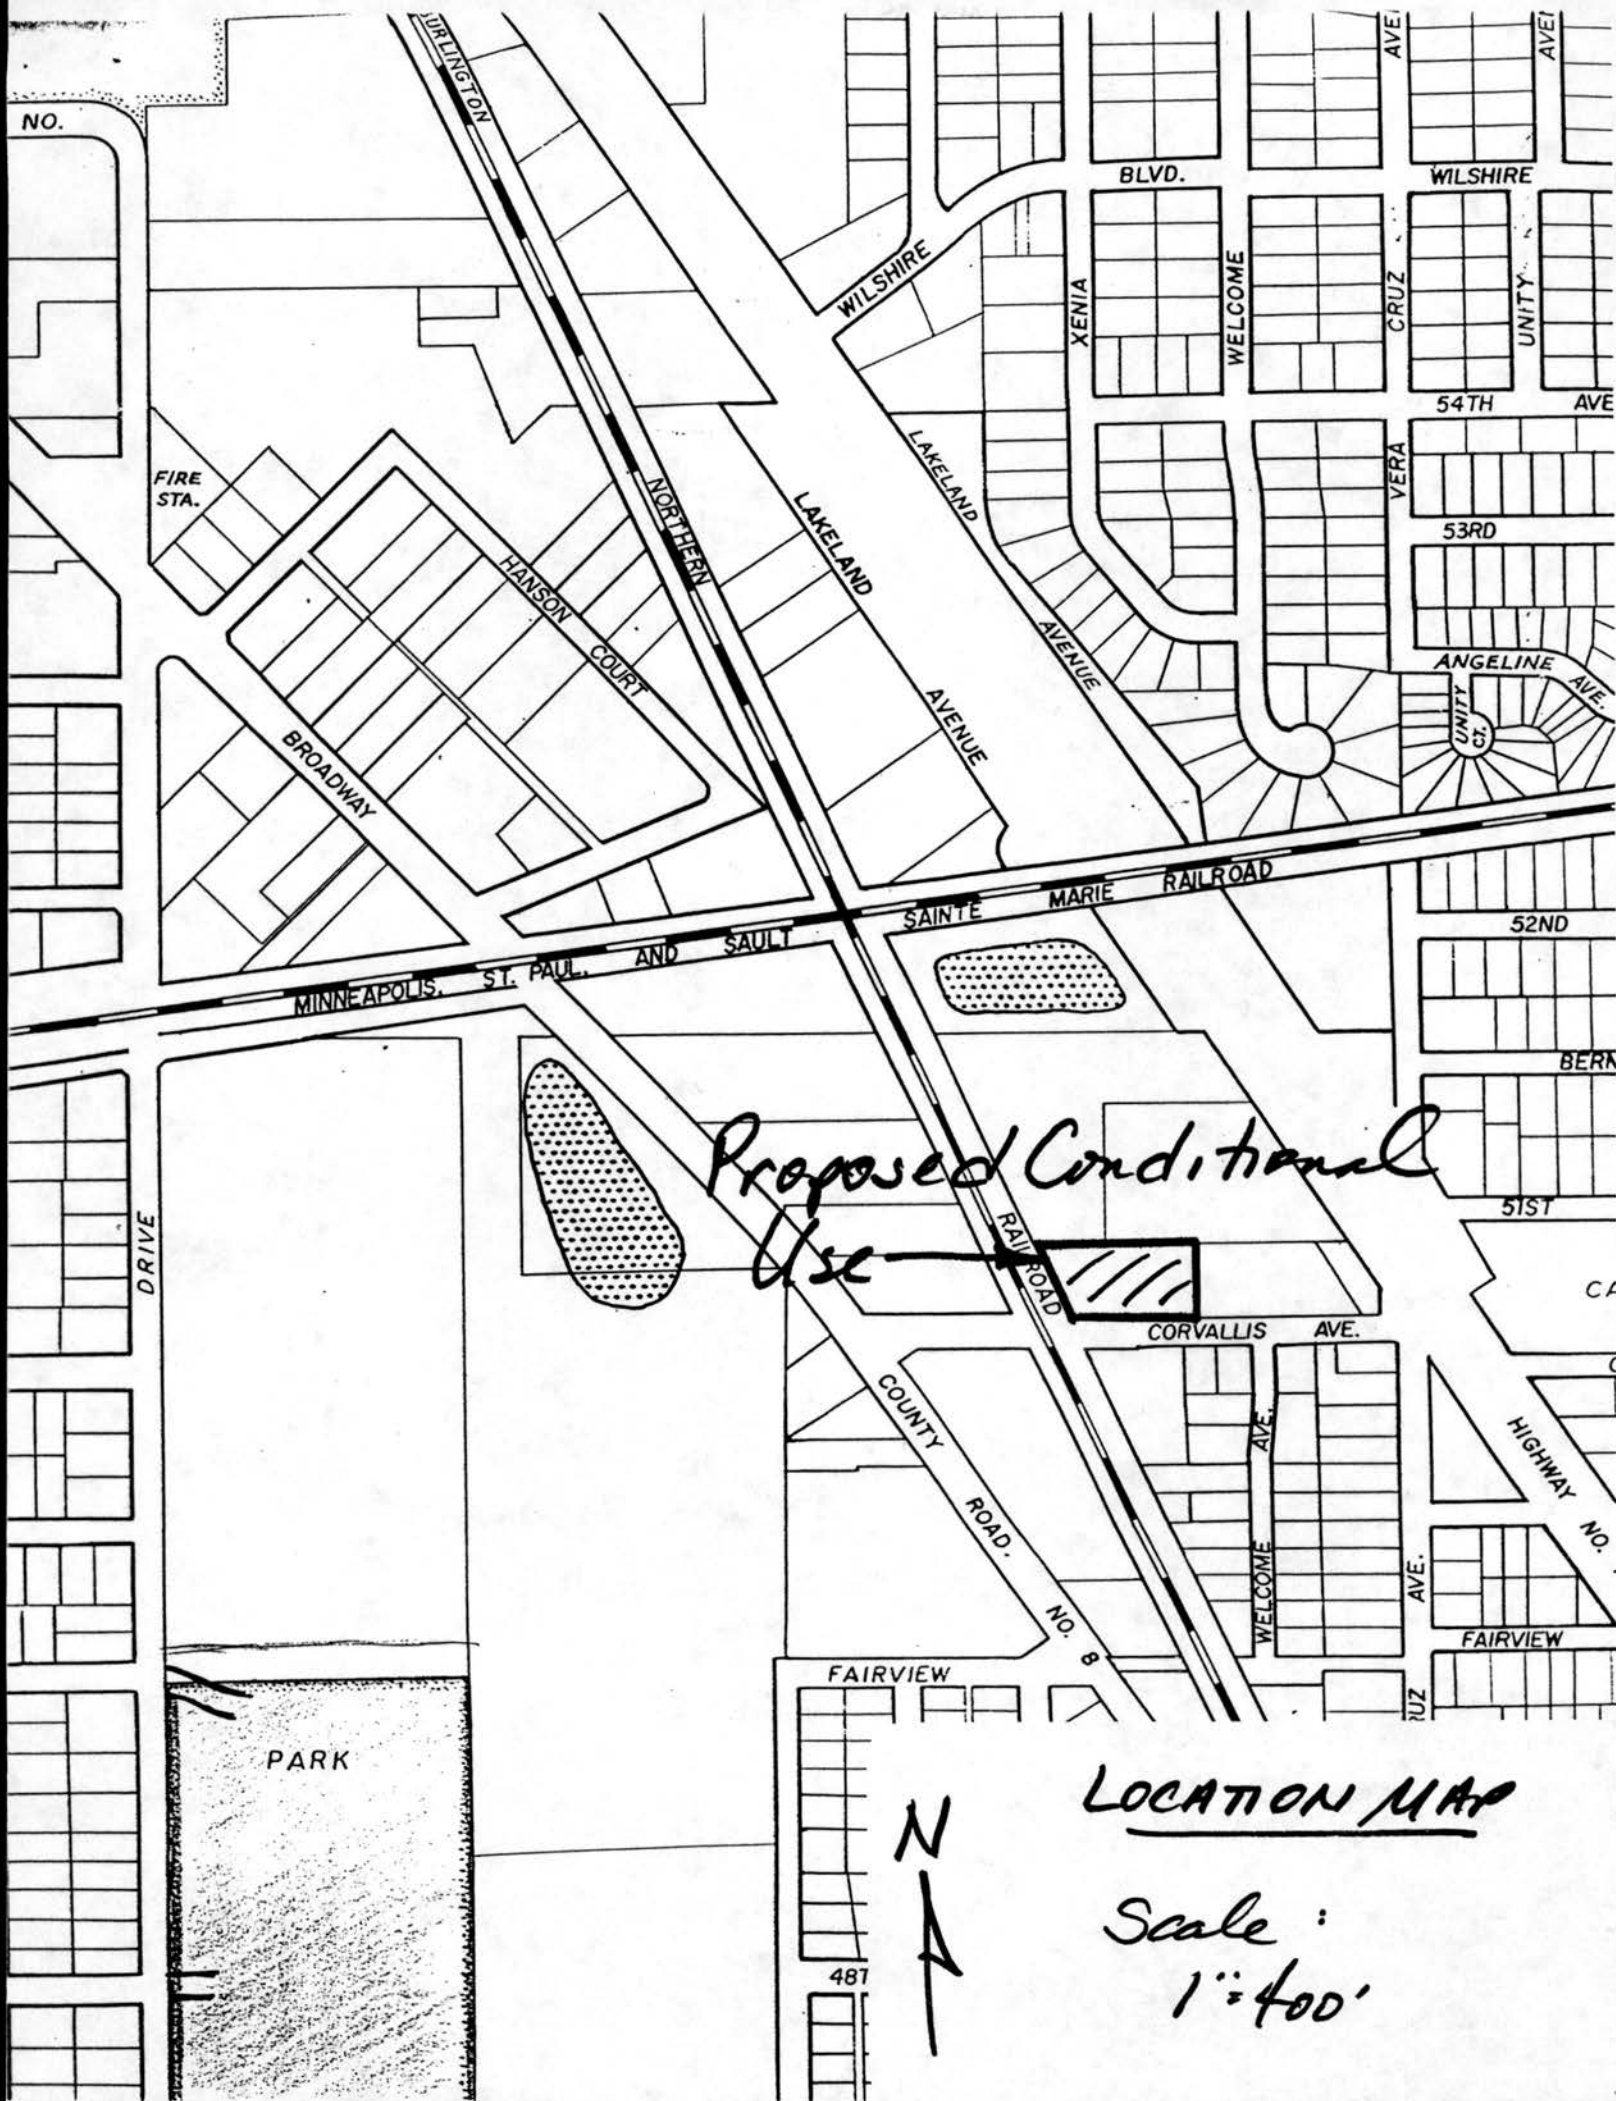 BURLINGTON
AVE
AVE
NO.
BLVD.
WILSHIRE
WILSHIRE
XENIA
WELCOME
CRUZ
UNITY
54TH AVE
FIRE
STA.
NORTHERN
LAKELAND
AVENUE
LAKELAND
AVENUE
VERA
53RD
HANSON
COURT
ANGELINE AVE.
UNITY
CT.
BROADWAY
MINNEAPOLIS, ST. PAUL, AND SAULT SAINTE MARIE RAILROAD
52ND
BERN
DRIVE
Proposed Conditional
Use
RAILROAD
51ST
CA
CORVALLIS AVE.
COUNTY
ROAD.
NO. 8
WELCOME AVE.
HIGHWAY
NO.
AVE.
RUZ
FAIRVIEW
FAIRVIEW
PARK
LOCATION MAP
N
Scale :
1"=400'
48T